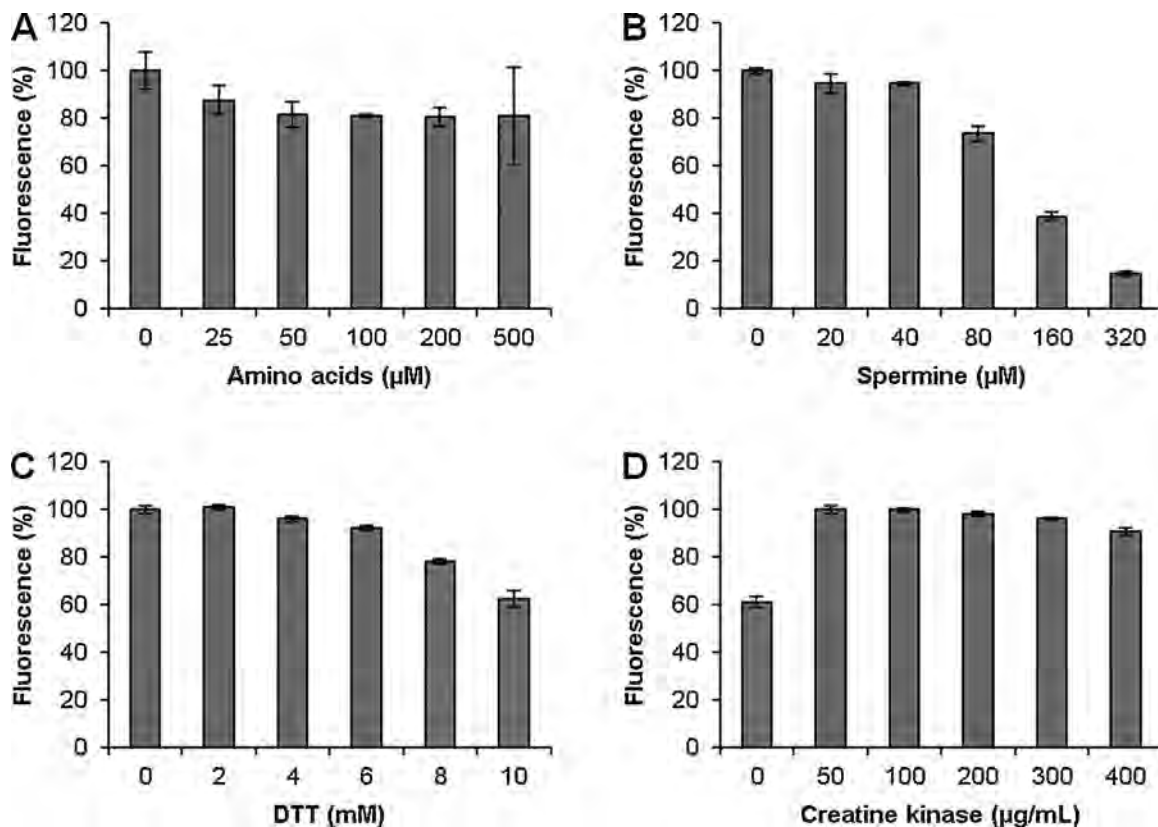 A
Fluorescence (%)
120
100
80
60
40
20
0
0 25 50 100 200 500
Amino acids (µM)
B
Fluorescence (%)
120
100
80
60
40
20
0
0 20 40 80 160 320
Spermine (µM)
C
Fluorescence (%)
120
100
80
60
40
20
0
0 2 4 6 8 10
DTT (mM)
D
Fluorescence (%)
120
100
80
60
40
20
0
0 50 100 200 300 400
Creatine kinase (µg/mL)